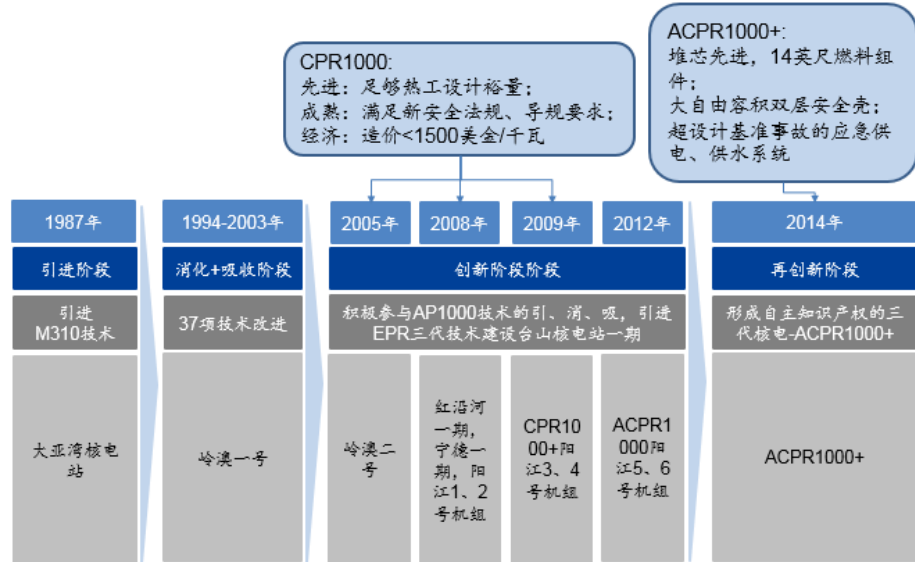 CPR1000:
先进：足够热工设计裕量；
成熟：满足新安全法规、导规要求；
经济：造价<1500美金/千瓦
ACPR1000+:
堆芯先进，14英尺燃料组
件；
大自由容积双层安全壳；
超设计基准事故的应急供
电、供水系统
1987年
1994-2003年
2005年
2008年
2009年
2012年
2014年
引进阶段
消化+吸收阶段
创新阶段阶段
再创新阶段
引进
M310技术
37项技术改进
积极参与AP1000技术的引、消、吸，引进
EPR三代技术建设台山核电站一期
形成自主知识产权的三
代核电-ACPR1000+
大亚湾核电
站
岭澳一号
岭澳二
号
红沿河
一期，
宁德一
期，阳
江1、2
号机组
CPR10
00+阳
江3、4
号机组
ACPR1
000阳
江5、6
号机组
ACPR1000+